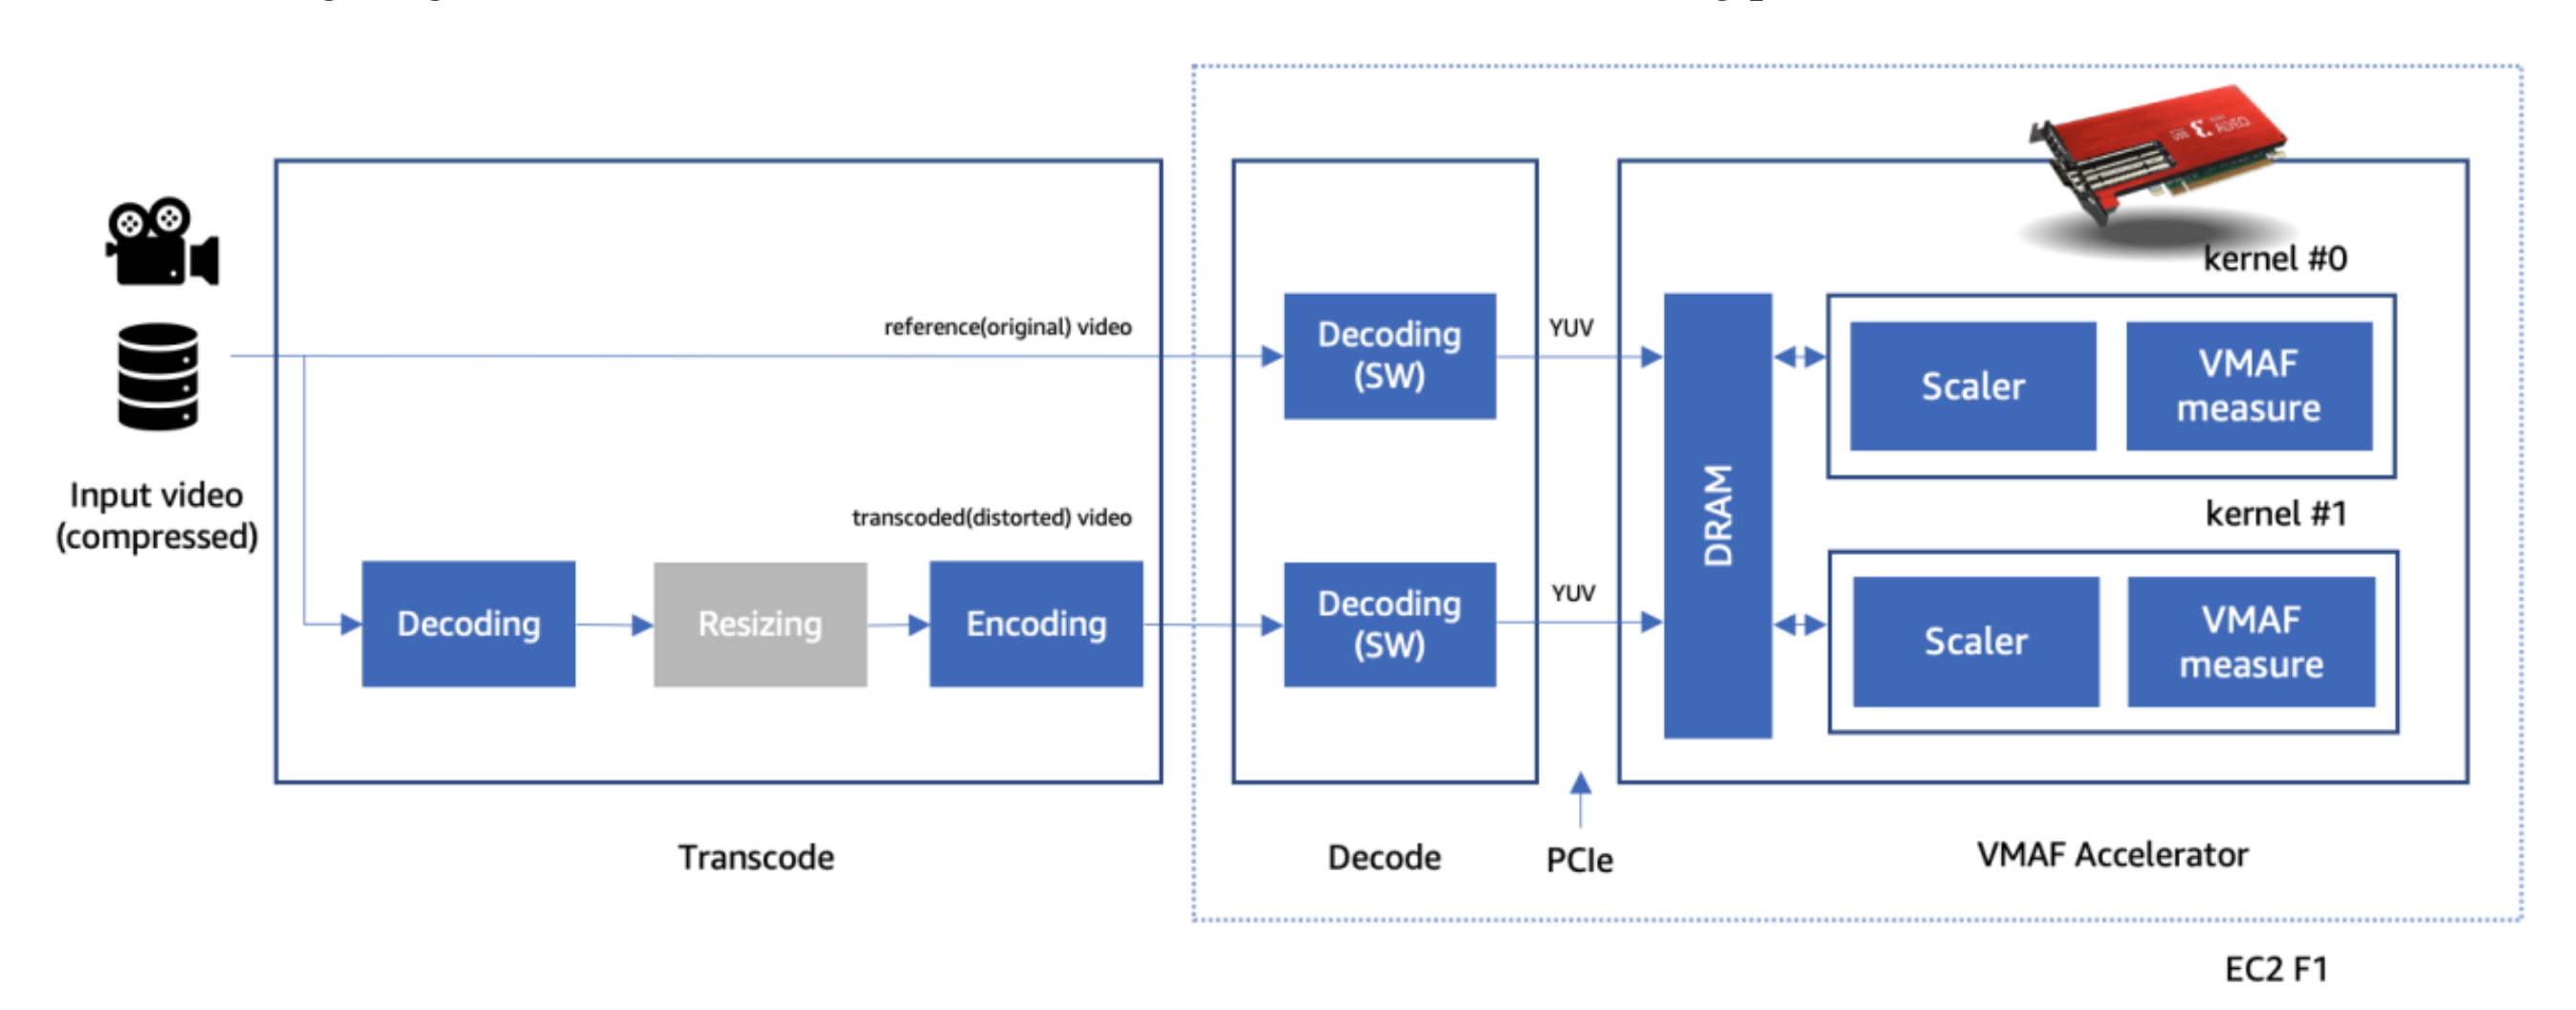 reference(original) video
Decoding
(SW)
YUV
kernel #0
Scaler
VMAF
measure
Input video
(compressed)
transcoded(distorted) video
Decoding
Resizing
Encoding
Decoding
(SW)
YUV
DRAM
kernel #1
Scaler
VMAF
measure
Transcode
Decode
PCIe
VMAF Accelerator
EC2 F1